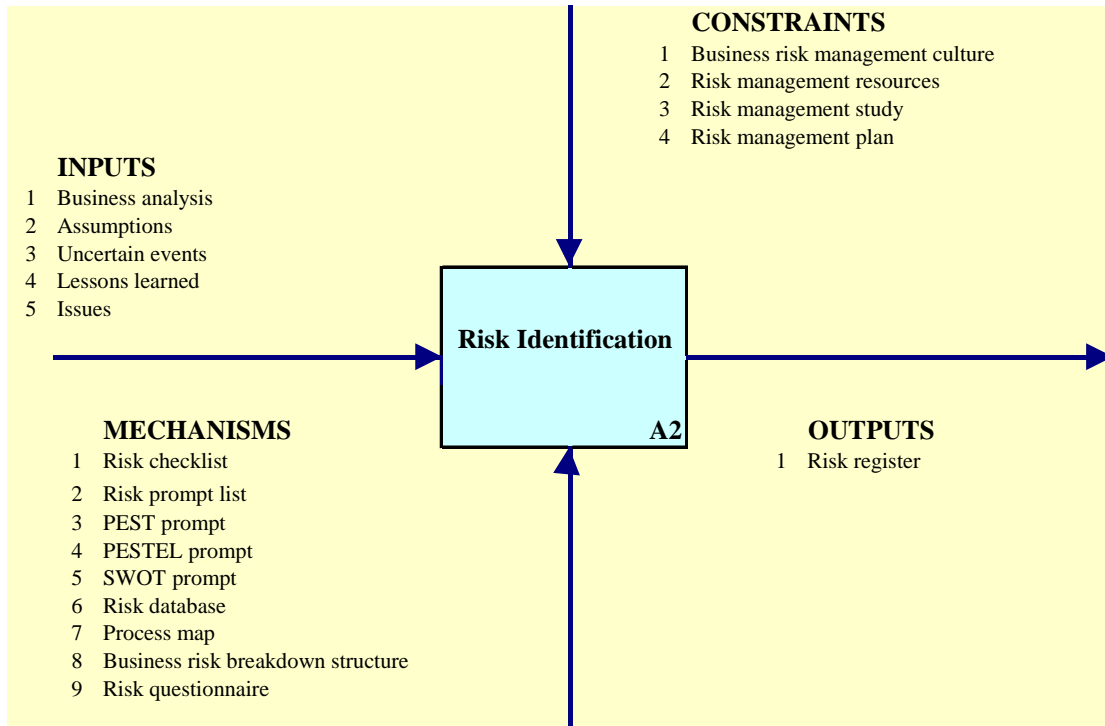 CONSTRAINTS
1 Business risk management culture
2 Risk management resources
3 Risk management study
4 Risk management plan
INPUTS
1 Business analysis
2 Assumptions
3 Uncertain events
4 Lessons learned
5 Issues
Risk Identification
A2
MECHANISMS
1 Risk checklist
2 Risk prompt list
3 PEST prompt
4 PESTEL prompt
5 SWOT prompt
6 Risk database
7 Process map
8 Business risk breakdown structure
9 Risk questionnaire
OUTPUTS
1 Risk register